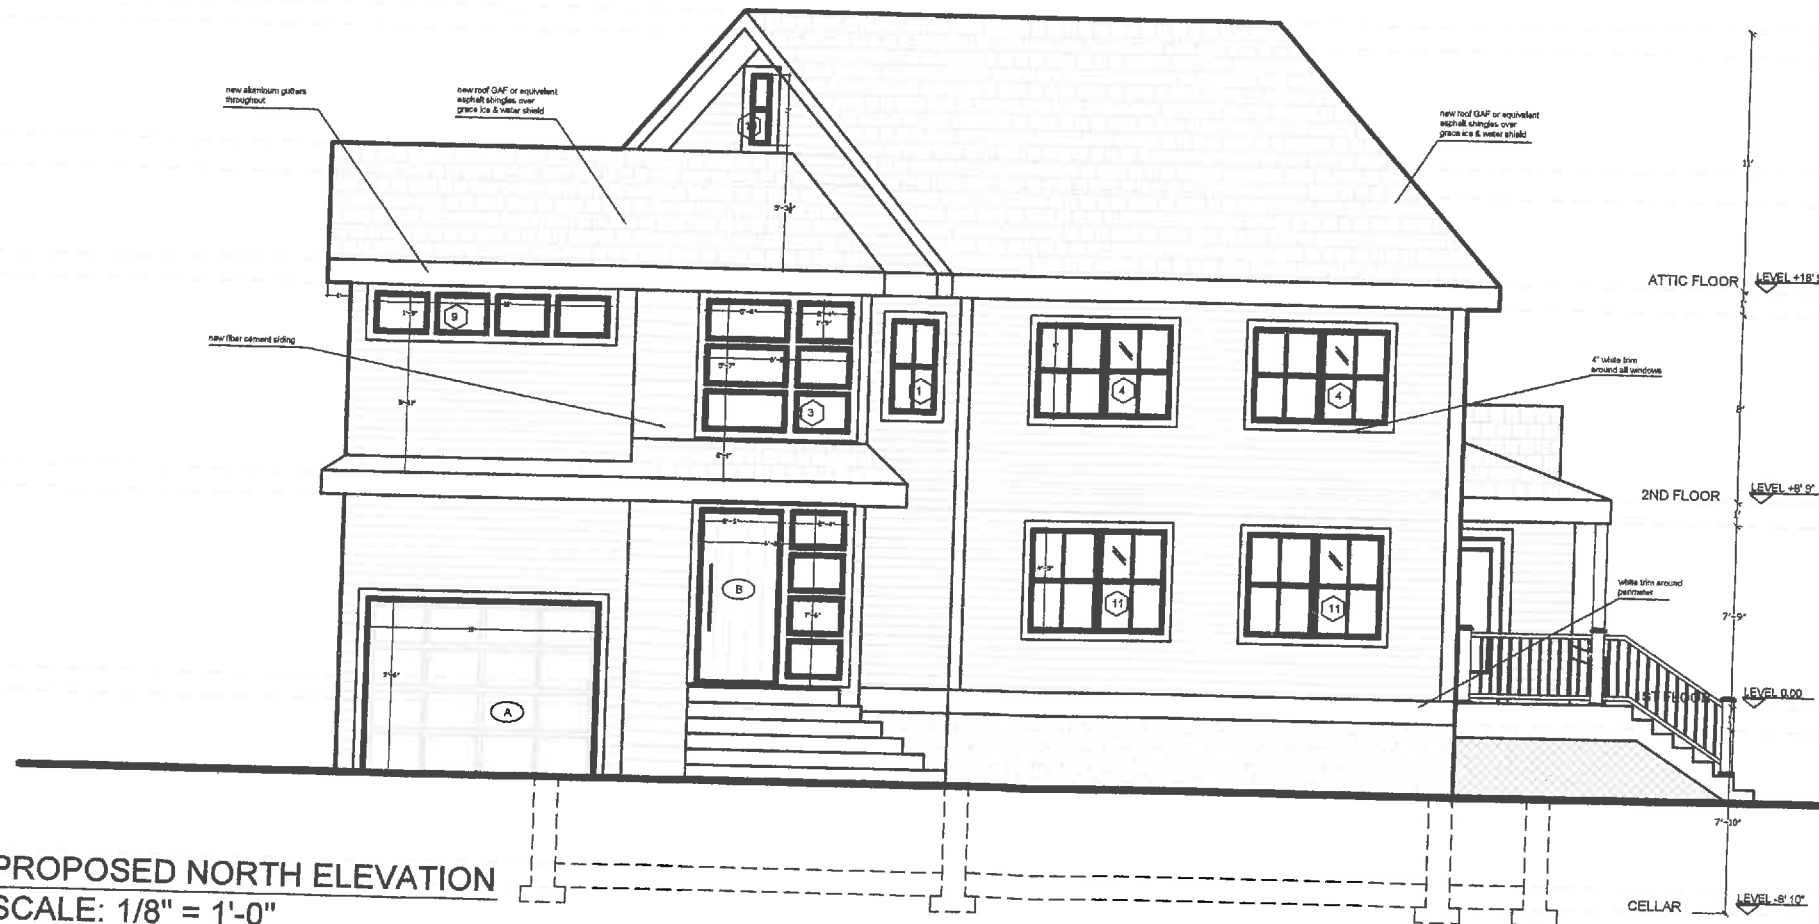 new aluminum gutters
throughout
new roof GAF or equivalent
asphalt shingles over
grace ice & water shield
new roof GAF or equivalent
asphalt shingles over
grace ice & water shield
11'
ATTIC FLOOR
LEVEL +18'
new fiber cement siding
9
3
1
4
4
4" white trim
around all windows
8'
2ND FLOOR
LEVEL +8' 9"
B
11
11
white trim around
perimeter
7'-9"
1ST FLOOR
LEVEL 0.00
A
7'-10"
PROPOSED NORTH ELEVATION
SCALE: 1/8" = 1'-0"
CELLAR
LEVEL -8' 10"